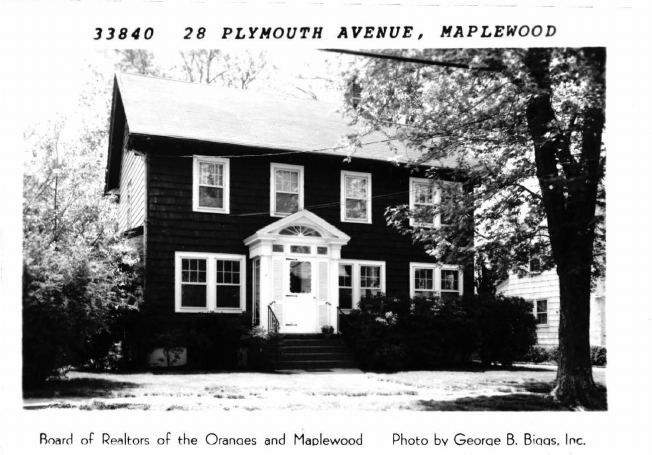 33840 28 PLYMOUTH AVENUE, MAPLEWOOD
Board of Realtors of the Oranges and Maplewood Photo by George B. Biggs, Inc.